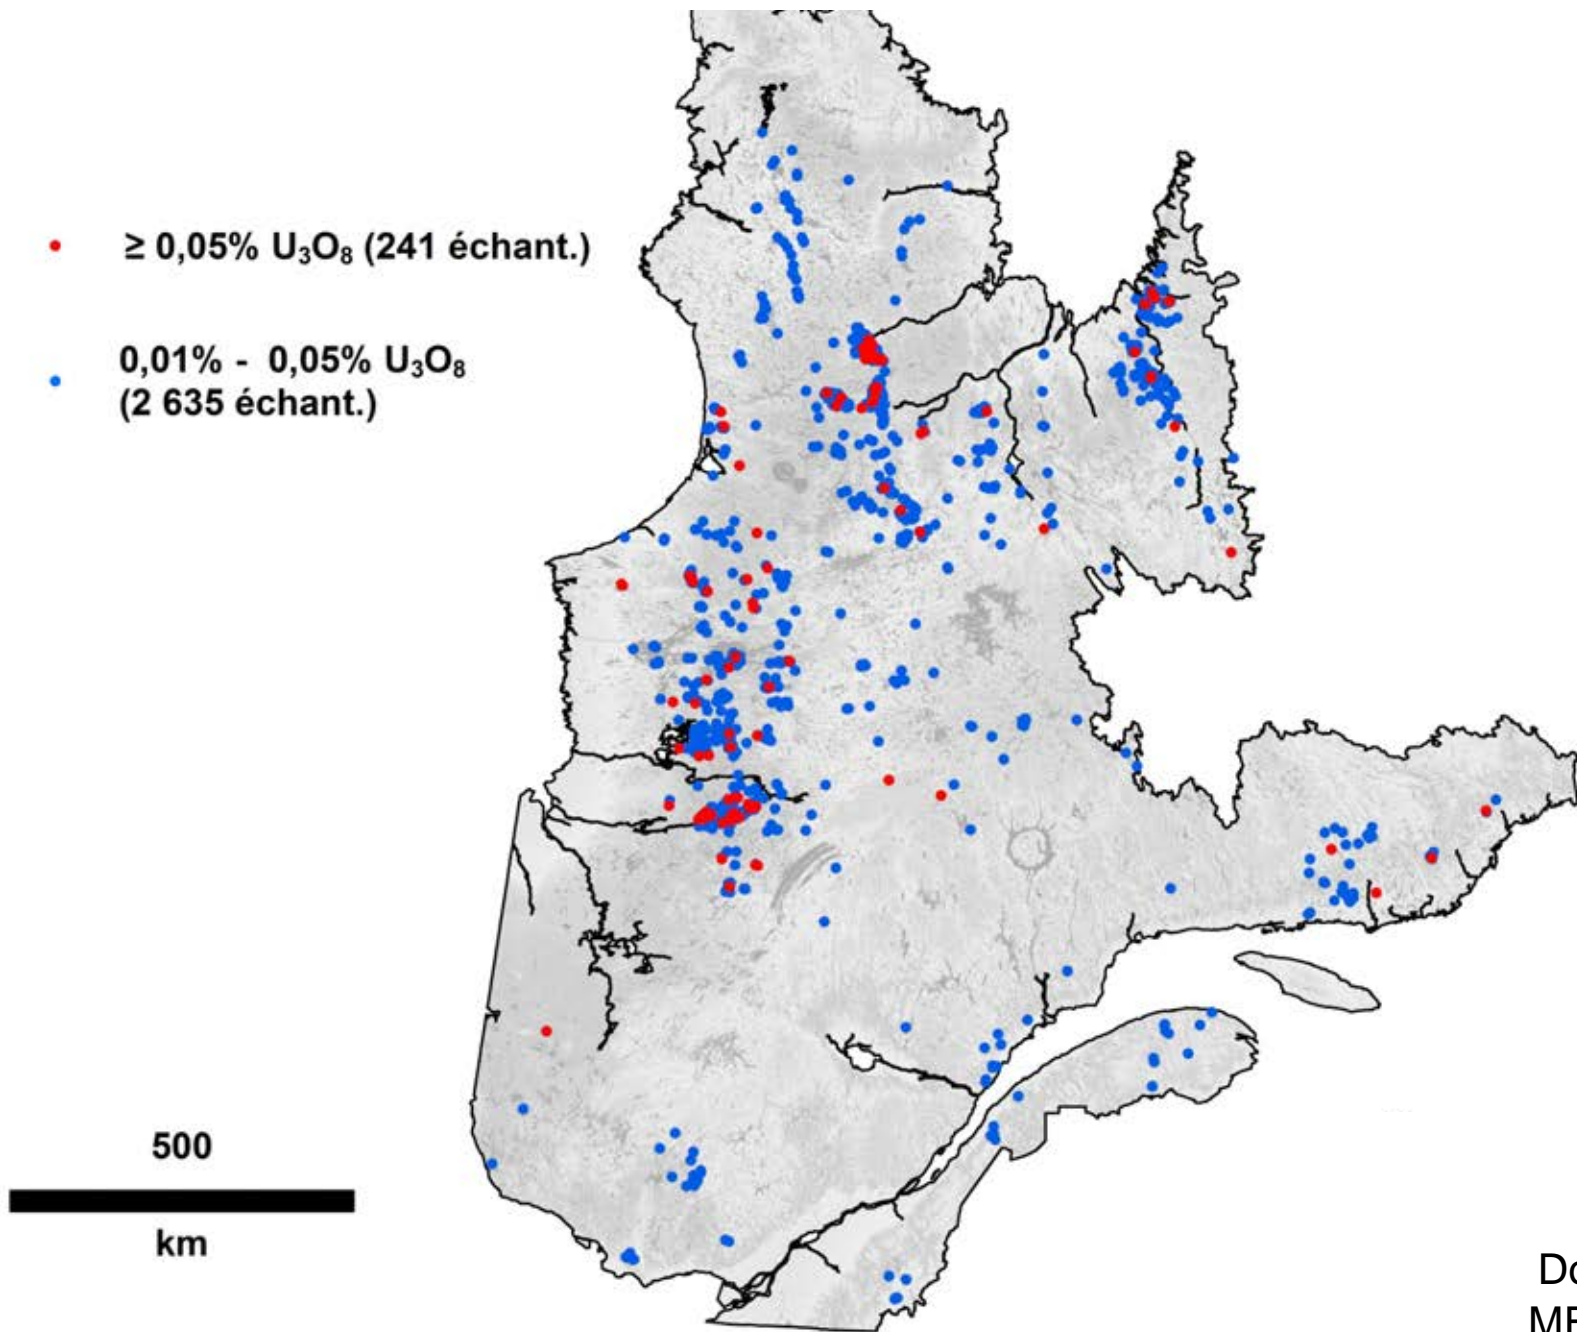 ≥ 0,05% U₃O₈ (241 échant.)
0,01% - 0,05% U₃O₈
(2 635 échant.)
500
km